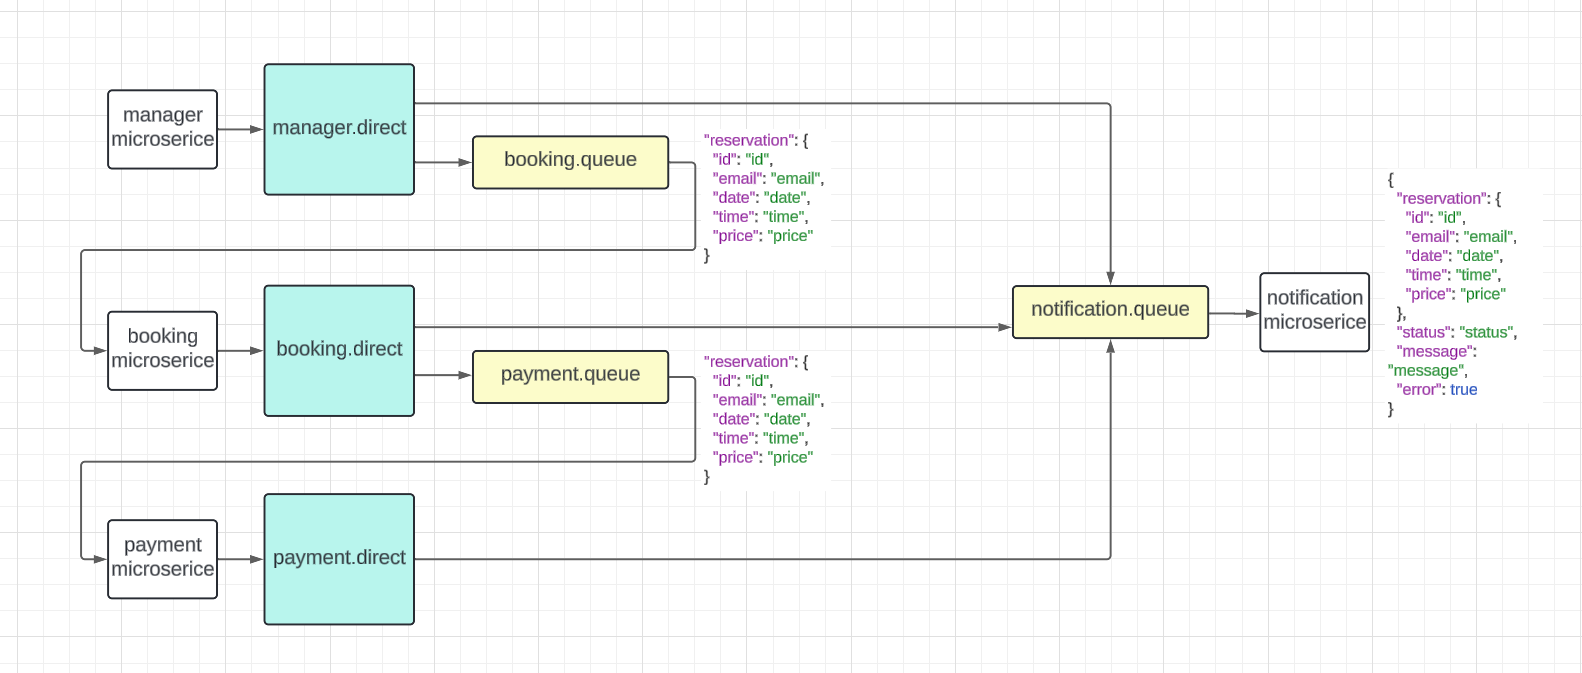 manager
microserice
manager.direct
booking.queue
"reservation": {
"id": "id",
"email": "email",
"date": "date",
"time": "time",
"price": "price"
}
booking
microserice
booking.direct
payment.queue
"reservation": {
"id": "id",
"email": "email",
"date": "date",
"time": "time",
"price": "price"
}
payment
microserice
payment.direct
notification.queue
notification
microserice
{
"reservation": {
"id": "id",
"email": "email",
"date": "date",
"time": "time",
"price": "price"
},
"status": "status",
"message":
"message",
"error": true
}